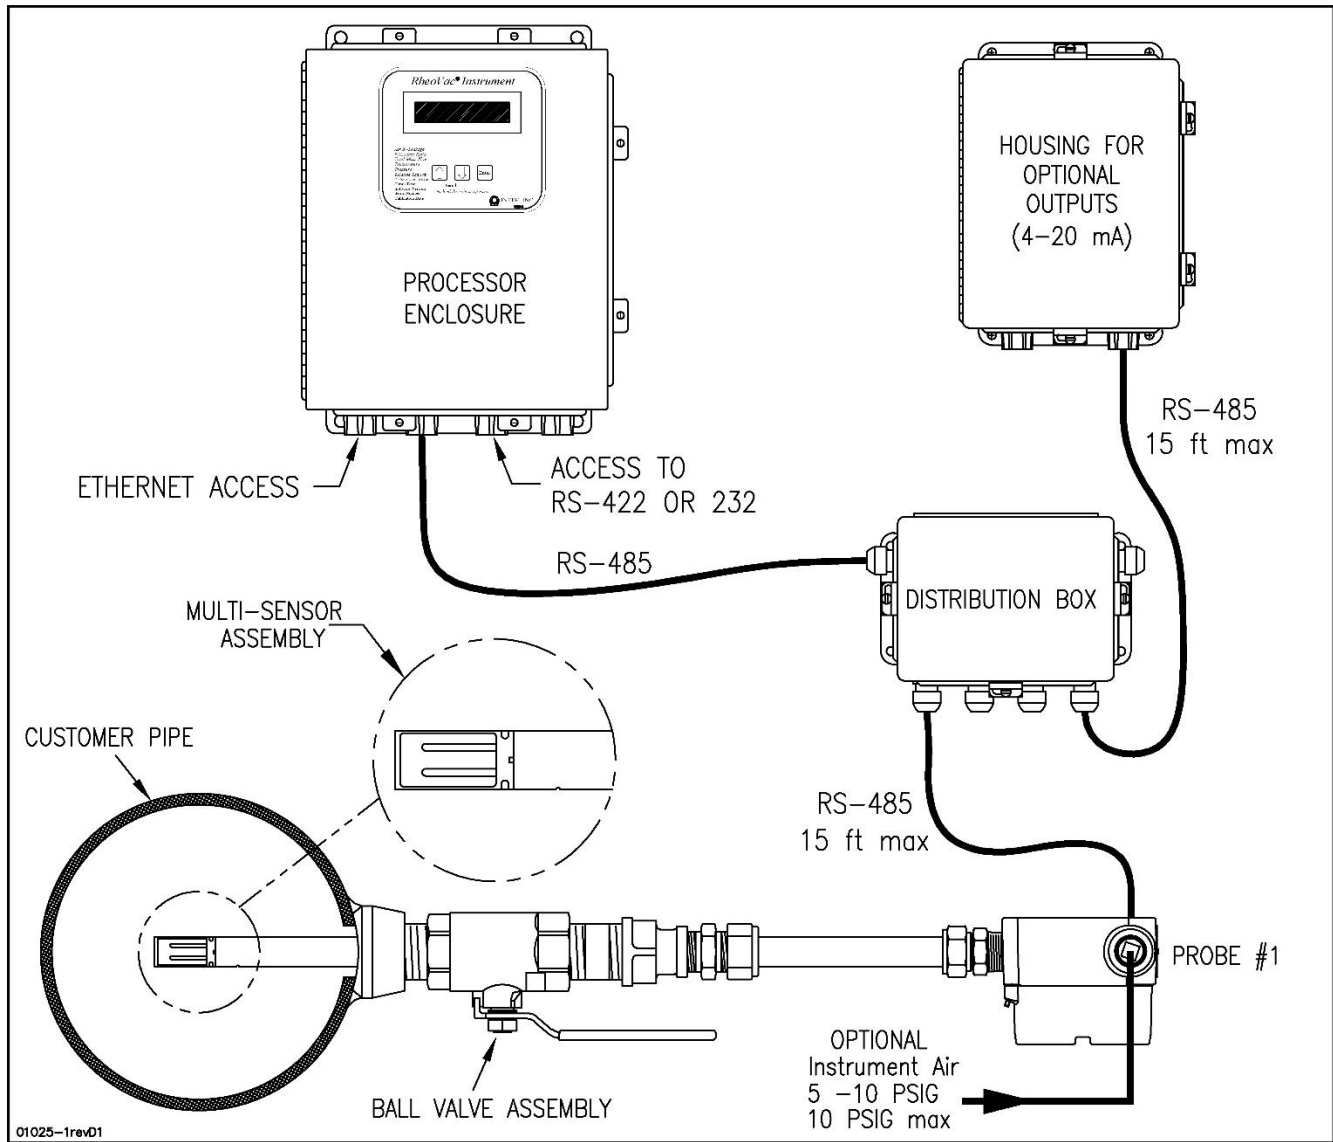 RheoVac® Instrument
PROCESSOR
ENCLOSURE
HOUSING FOR
OPTIONAL
OUTPUTS
(4-20 mA)
RS-485
15 ft max
ETHERNET ACCESS
ACCESS TO
RS-422 OR 232
RS-485
DISTRIBUTION BOX
MULTI-SENSOR
ASSEMBLY
CUSTOMER PIPE
RS-485
15 ft max
PROBE #1
OPTIONAL
Instrument Air
5 -10 PSIG
10 PSIG max
BALL VALVE ASSEMBLY
01025-1revD1